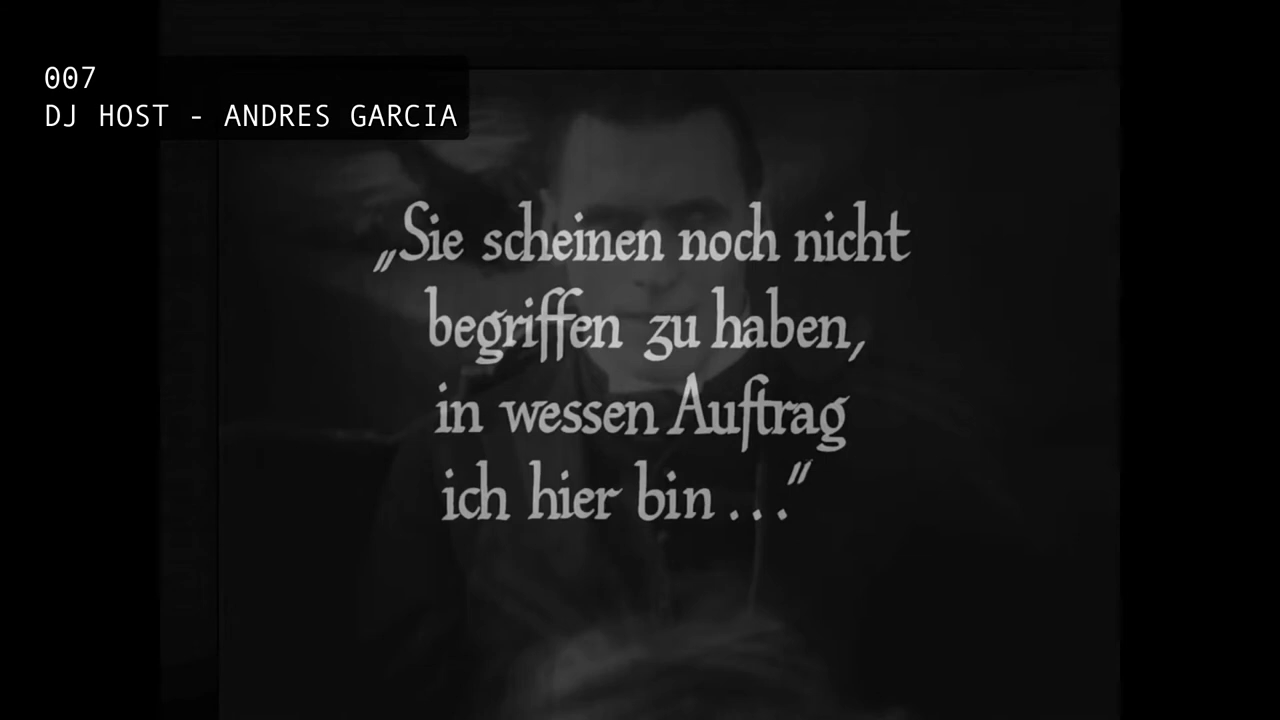 007
DJ HOST - ANDRES GARCIA
„Sie scheinen noch nicht
begriffen zu haben,
in wessen Auftrag
ich hier bin . . .“